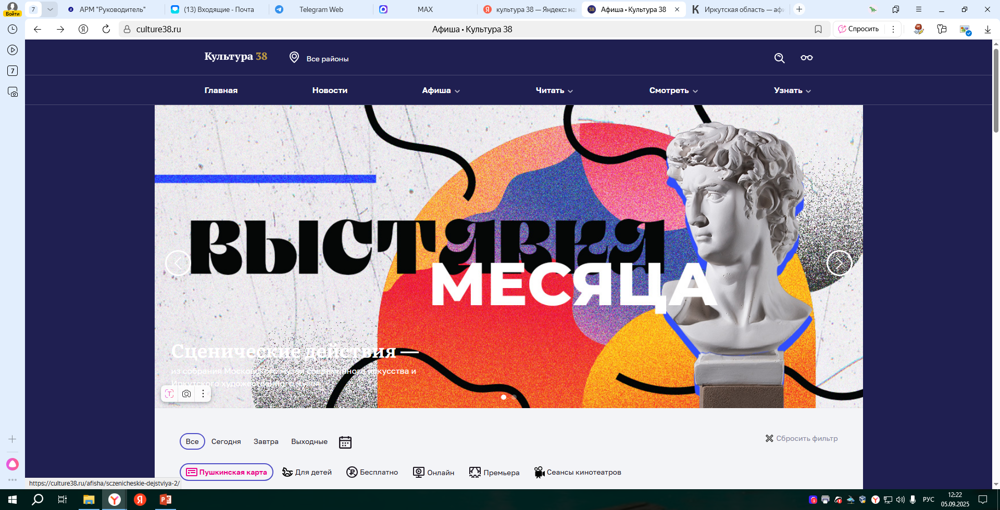 Войти
7
АРМ "Руководитель"
(13) Входящие - Почта
Telegram Web
MAX
культура 38 — Яндекс: на
Афиша • Культура 38
Иркутская область — афи
culture38.ru
Афиша • Культура 38
Спросить
7
Культура 38
Все районы
Главная
Новости
Афиша
Читать
Смотреть
Узнать
ВЫСТАВКА
МЕСЯЦА
Сценические действия —
из собрания Московского музея современного искусства и
Иркутского художественного музея
Все
Сегодня
Завтра
Выходные
Сбросить фильтр
Пушкинская карта
Для детей
Бесплатно
Онлайн
Премьера
Сеансы кинотеатров
https://culture38.ru/afisha/sczenicheskie-dejstviya-2/
РУС
12:22
05.09.2025